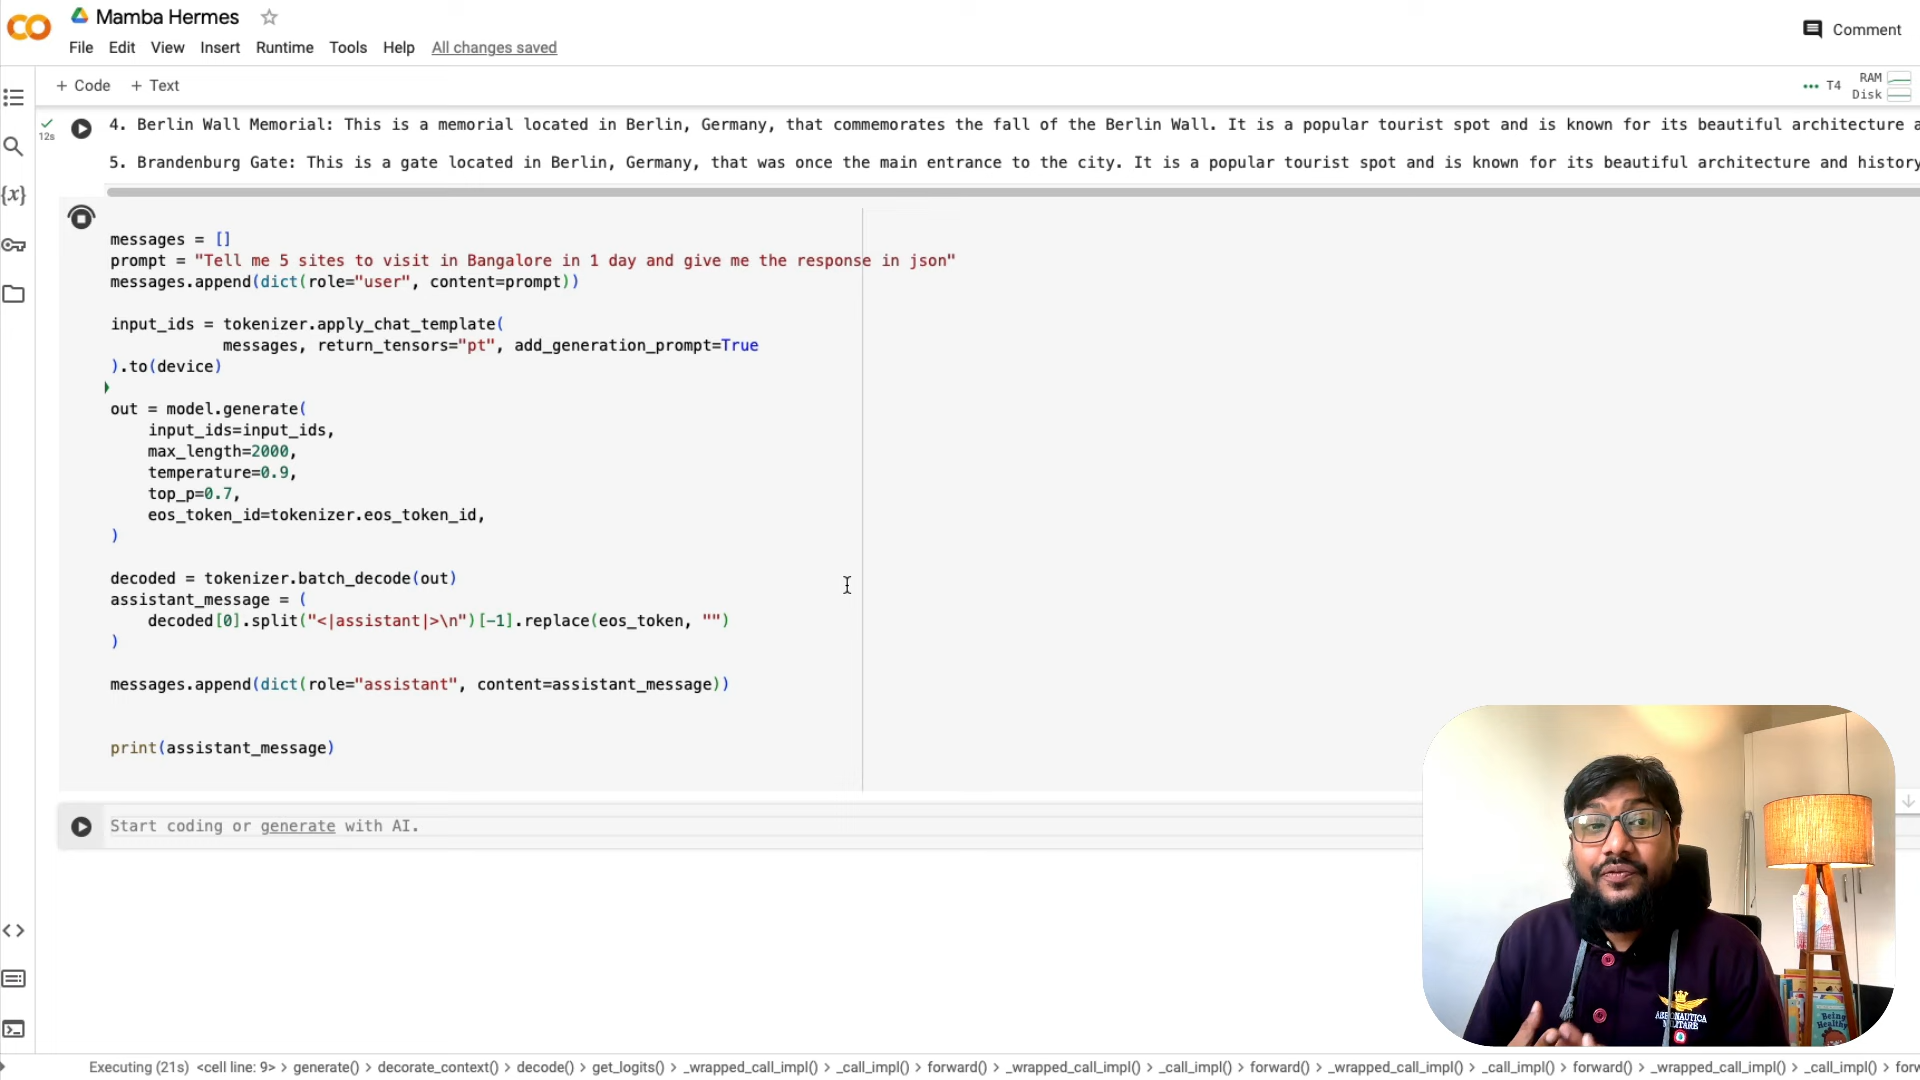 Mamba Hermes
Comment
File Edit View Insert Runtime Tools Help All changes saved
+ Code + Text
T4 RAM
Disk
12s
4. Berlin Wall Memorial: This is a memorial located in Berlin, Germany, that commemorates the fall of the Berlin Wall. It is a popular tourist spot and is known for its beautiful architecture a
5. Brandenburg Gate: This is a gate located in Berlin, Germany, that was once the main entrance to the city. It is a popular tourist spot and is known for its beautiful architecture and history
{x}
messages = []
prompt = "Tell me 5 sites to visit in Bangalore in 1 day and give me the response in json"
messages.append(dict(role="user", content=prompt))
input_ids = tokenizer.apply_chat_template(
messages, return_tensors="pt", add_generation_prompt=True
).to(device)
out = model.generate(
input_ids=input_ids,
max_length=2000,
temperature=0.9,
top_p=0.7,
eos_token_id=tokenizer.eos_token_id,
)
decoded = tokenizer.batch_decode(out)
assistant_message = (
decoded[0].split("<|assistant|>\n")[-1].replace(eos_token, "")
)
messages.append(dict(role="assistant", content=assistant_message))
print(assistant_message)
Start coding or generate with AI.
AERONAUTICA
MILITARE
Being
Healthy
Executing (21s) <cell line: 9> > generate() > decorate_context() > decode() > get_logits() > _wrapped_call_impl() > _call_impl() > forward() > _wrapped_call_impl() > _call_impl() > forward() > _wrapped_call_impl() > _call_impl() > forward() > _wrapped_call_impl() > _call_impl() > forw